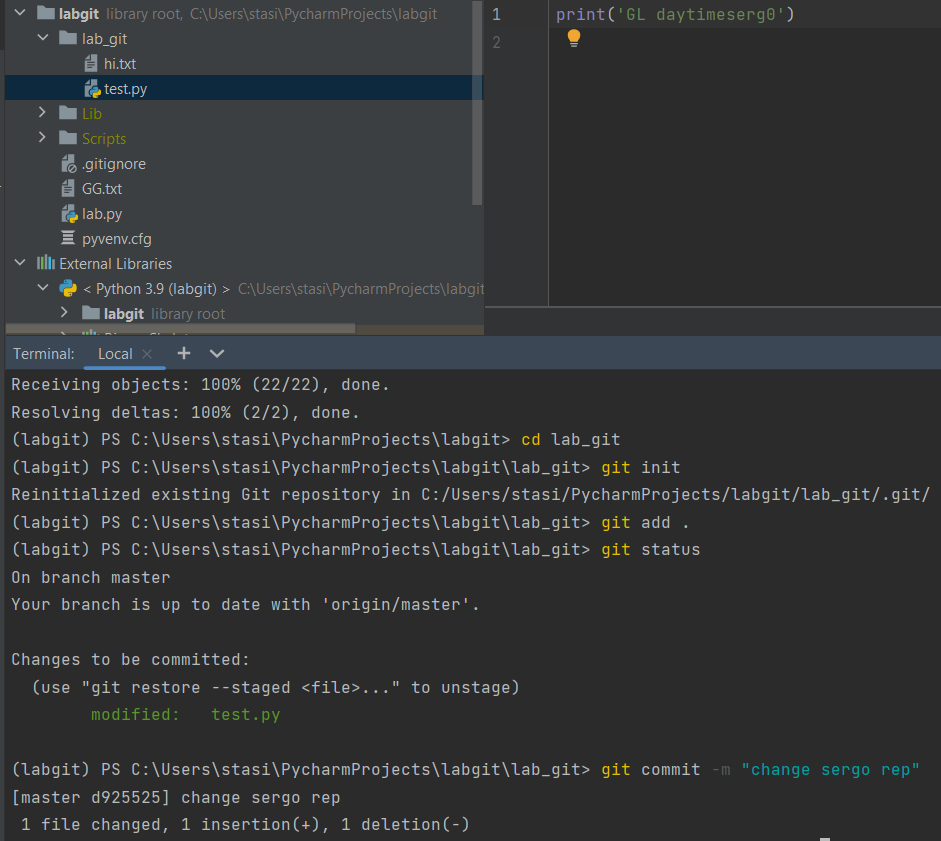 labgit library root, C:\Users\stasi\PycharmProjects\labgit
lab_git
hi.txt
test.py
Lib
Scripts
.gitignore
GG.txt
lab.py
pyvenv.cfg
External Libraries
< Python 3.9 (labgit) > C:\Users\stasi\PycharmProjects\labgit
labgit library root
1 print('GL daytimeserg0')
2
Terminal: Local
Receiving objects: 100% (22/22), done.
Resolving deltas: 100% (2/2), done.
(labgit) PS C:\Users\stasi\PycharmProjects\labgit> cd lab_git
(labgit) PS C:\Users\stasi\PycharmProjects\labgit\lab_git> git init
Reinitialized existing Git repository in C:/Users/stasi/PycharmProjects/labgit/lab_git/.git/
(labgit) PS C:\Users\stasi\PycharmProjects\labgit\lab_git> git add .
(labgit) PS C:\Users\stasi\PycharmProjects\labgit\lab_git> git status
On branch master
Your branch is up to date with 'origin/master'.
Changes to be committed:
(use "git restore --staged <file>..." to unstage)
modified: test.py
(labgit) PS C:\Users\stasi\PycharmProjects\labgit\lab_git> git commit -m "change sergo rep"
[master d925525] change sergo rep
1 file changed, 1 insertion(+), 1 deletion(-)